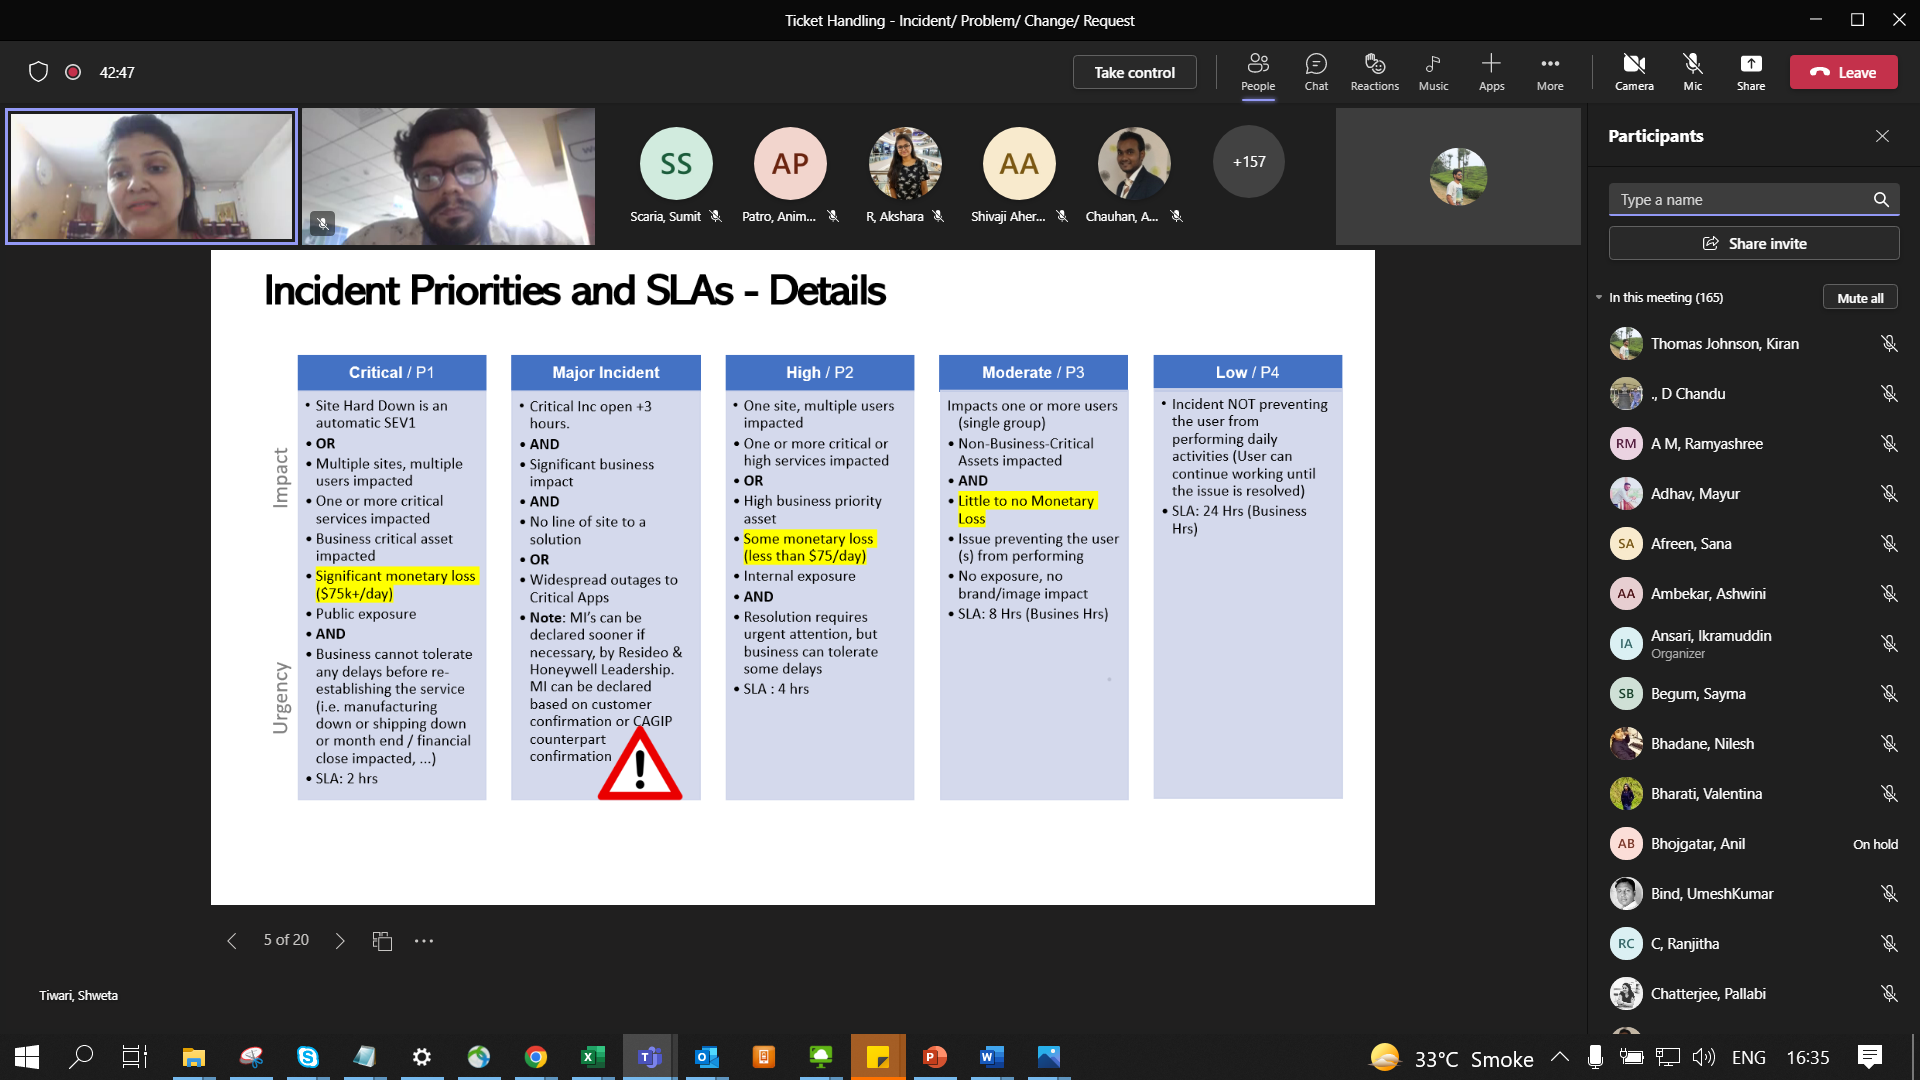 Ticket Handling - Incident/ Problem/ Change/ Request
42:47
Take control
People
Chat
Reactions
Music
Apps
More
Camera
Mic
Share
Leave
SS
AP
AA
+157
Scaria, Sumit
Patro, Anim...
R, Akshara
Shivaji Aher...
Chauhan, A...
Incident Priorities and SLAs - Details
Impact
Urgency
Critical / P1
• Site Hard Down is an
automatic SEV1
• OR
• Multiple sites, multiple
users impacted
• One or more critical
services impacted
• Business critical asset
impacted
• Significant monetary loss
($75k+/day)
• Public exposure
• AND
• Business cannot tolerate
any delays before re-
establishing the service
(i.e. manufacturing
down or shipping down
or month end / financial
close impacted, ...)
• SLA: 2 hrs
Major Incident
• Critical Inc open +3
hours.
• AND
• Significant business
impact
• AND
• No line of site to a
solution
• OR
• Widespread outages to
Critical Apps
• Note: MI's can be
declared sooner if
necessary, by Resideo &
Honeywell Leadership.
MI can be declared
based on customer
confirmation or CAGIP
counterpart
confirmation
!
High / P2
• One site, multiple users
impacted
• One or more critical or
high services impacted
• OR
• High business priority
asset
• Some monetary loss
(less than $75/day)
• Internal exposure
• AND
• Resolution requires
urgent attention, but
business can tolerate
some delays
• SLA : 4 hrs
Moderate / P3
Impacts one or more users
(single group)
• Non-Business-Critical
Assets impacted
• AND
• Little to no Monetary
Loss
• Issue preventing the user
(s) from performing
• No exposure, no
brand/image impact
• SLA: 8 Hrs (Busines Hrs)
Low / P4
• Incident NOT preventing
the user from
performing daily
activities (User can
continue working until
the issue is resolved)
• SLA: 24 Hrs (Business
Hrs)
5 of 20
Tiwari, Shweta
Participants
Type a name
Share invite
In this meeting (165)
Mute all
Thomas Johnson, Kiran
., D Chandu
RM
A M, Ramyashree
Adhav, Mayur
SA
Afreen, Sana
AA
Ambekar, Ashwini
IA
Ansari, Ikramuddin
Organizer
SB
Begum, Sayma
Bhadane, Nilesh
Bharati, Valentina
AB
Bhojgatar, Anil
On hold
Bind, UmeshKumar
RC
C, Ranjitha
Chatterjee, Pallabi
33°C Smoke
ENG
16:35